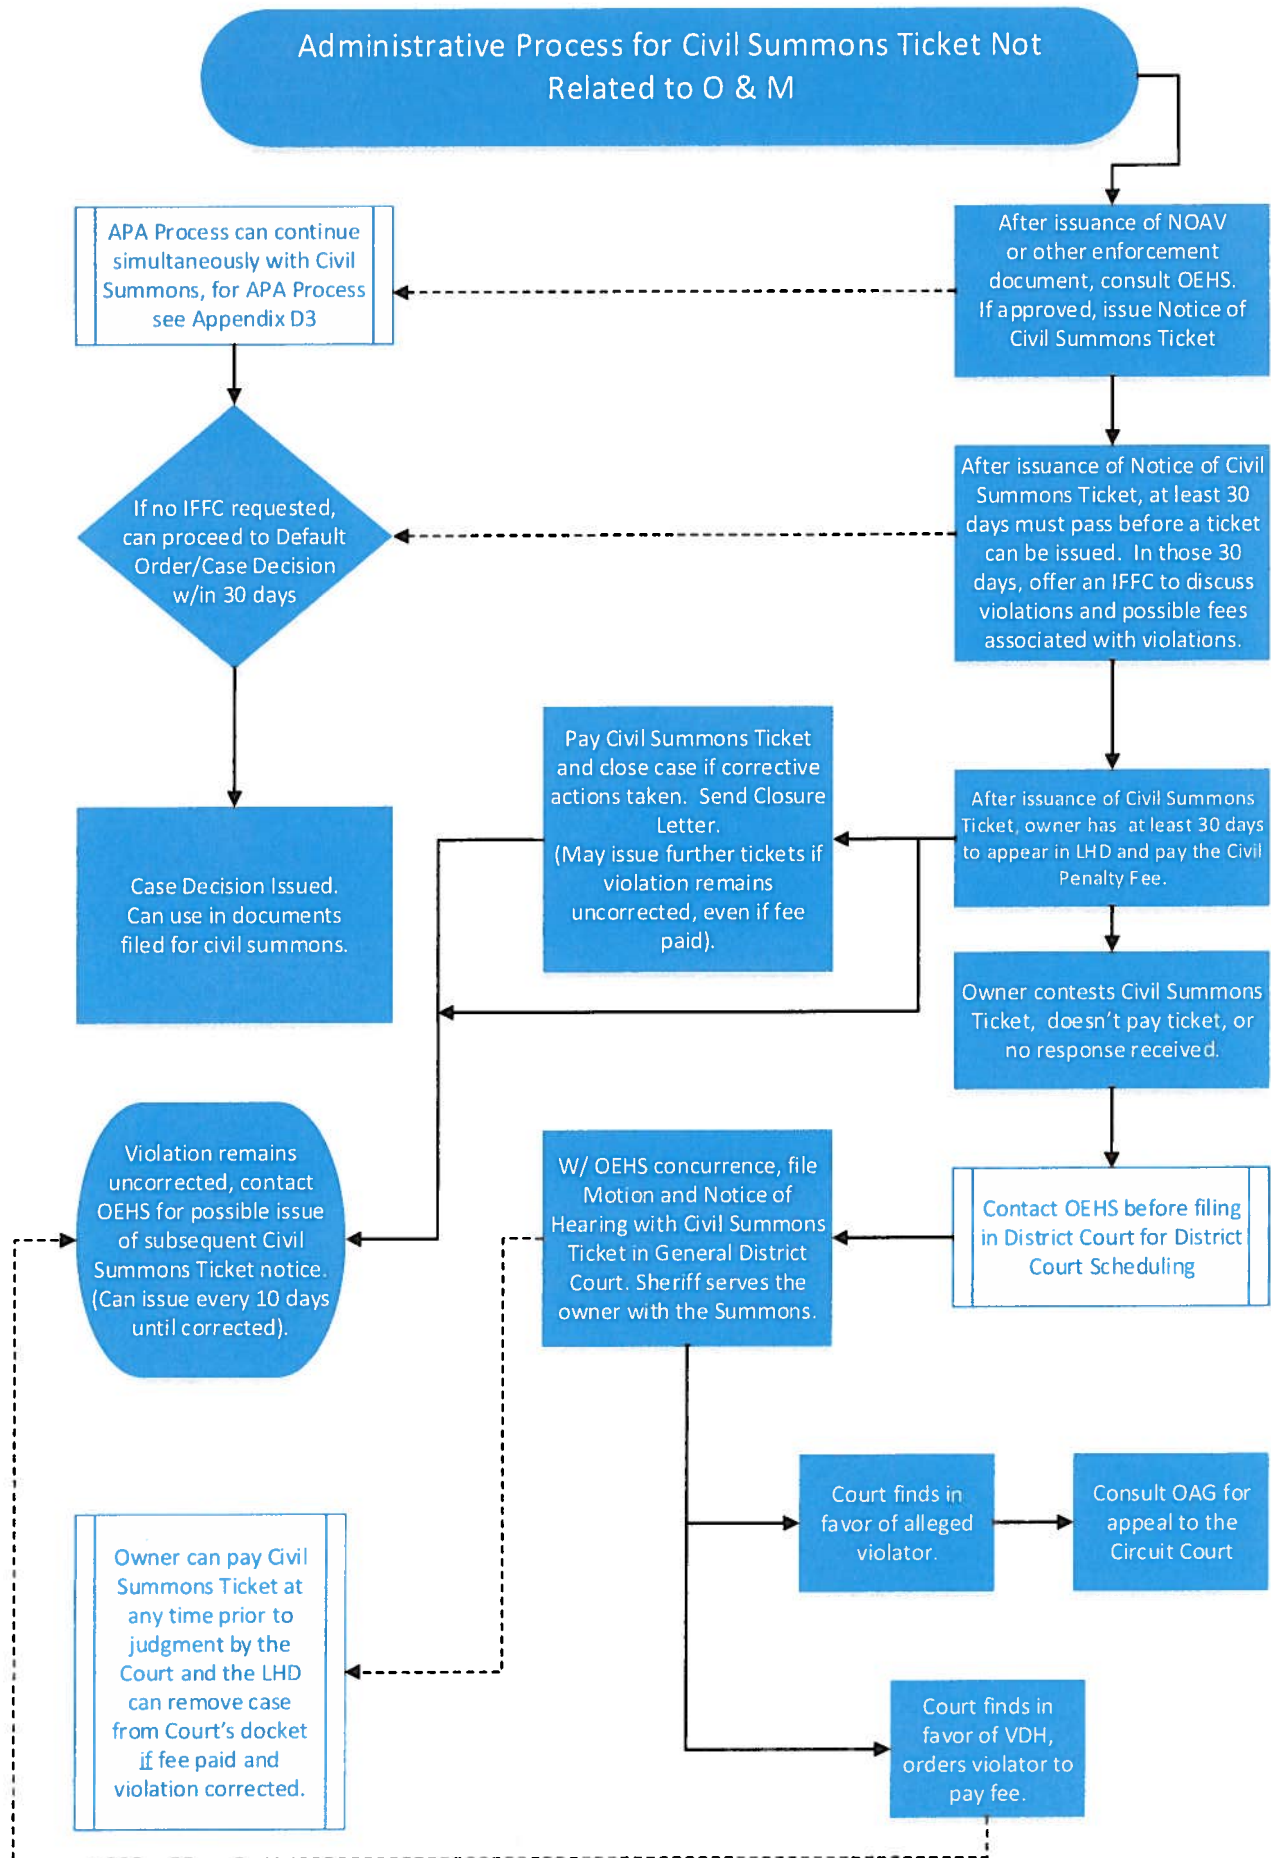 Administrative Process for Civil Summons Ticket Not
Related to O & M
APA Process can continue
simultaneously with Civil
Summons, for APA Process
see Appendix D3
After issuance of NOAV
or other enforcement
document, consult OEHS.
If approved, issue Notice of
Civil Summons Ticket
If no IFFC requested,
can proceed to Default
Order/Case Decision
w/in 30 days
After issuance of Notice of Civil
Summons Ticket, at least 30
days must pass before a ticket
can be issued. In those 30
days, offer an IFFC to discuss
violations and possible fees
associated with violations.
Pay Civil Summons Ticket
and close case if corrective
actions taken. Send Closure
Letter.
(May issue further tickets if
violation remains
uncorrected, even if fee
paid).
After issuance of Civil Summons
Ticket, owner has at least 30 days
to appear in LHD and pay the Civil
Penalty Fee.
Case Decision Issued.
Can use in documents
filed for civil summons.
Owner contests Civil Summons
Ticket, doesn't pay ticket, or
no response received.
Violation remains
uncorrected, contact
OEHS for possible issue
of subsequent Civil
Summons Ticket notice.
(Can issue every 10 days
until corrected).
W/ OEHS concurrence, file
Motion and Notice of
Hearing with Civil Summons
Ticket in General District
Court. Sheriff serves the
owner with the Summons.
Contact OEHS before filing
in District Court for District
Court Scheduling
Court finds in
favor of alleged
violator.
Consult OAG for
appeal to the
Circuit Court
Owner can pay Civil
Summons Ticket at
any time prior to
judgment by the
Court and the LHD
can remove case
from Court's docket
if fee paid and
violation corrected.
Court finds in
favor of VDH,
orders violator to
pay fee.